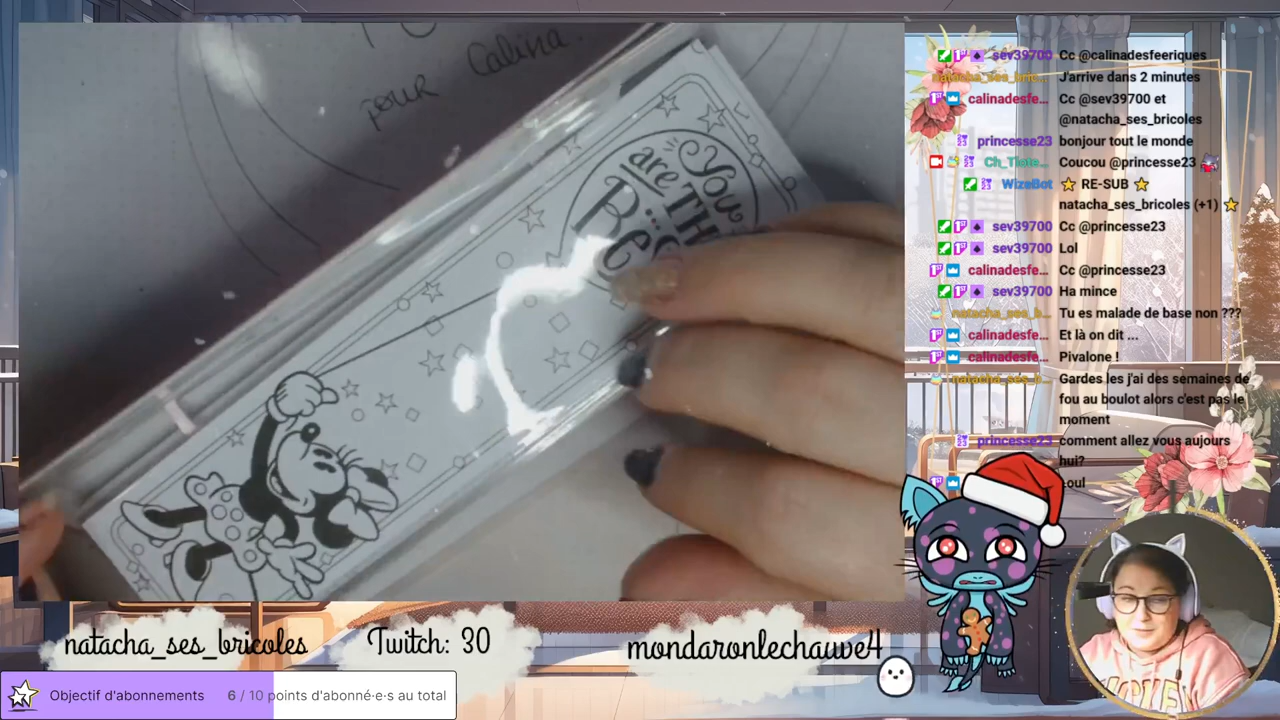 pour Calina.
You
are THE
sev39700 Cc @calinadesfeeriques
natacha_ses_bric... J'arrive dans 2 minutes
calinadesfe... Cc @sev39700 et
@natacha_ses_bricoles
princesse23 bonjour tout le monde
Coucou @princesse23
WizeBot RE-SUB
natacha_ses_bricoles (+1)
sev39700 Cc @princesse23
sev39700 Lol
calinadesfe... Cc @princesse23
sev39700 Ha mince
natacha_ses_b... Tu es malade de base non ???
calinadesfe... Et là on dit ...
calinadesfe... Pivalone !
natacha_ses_b... Gardes les j'ai des semaines de
fou au boulot alors c'est pas le
moment
princesse23 comment allez vous aujours
hui?
natacha_ses_bricoles
Twitch: 30
mondaronlechauve4
Objectif d'abonnements 6 / 10 points d'abonné·e·s au total